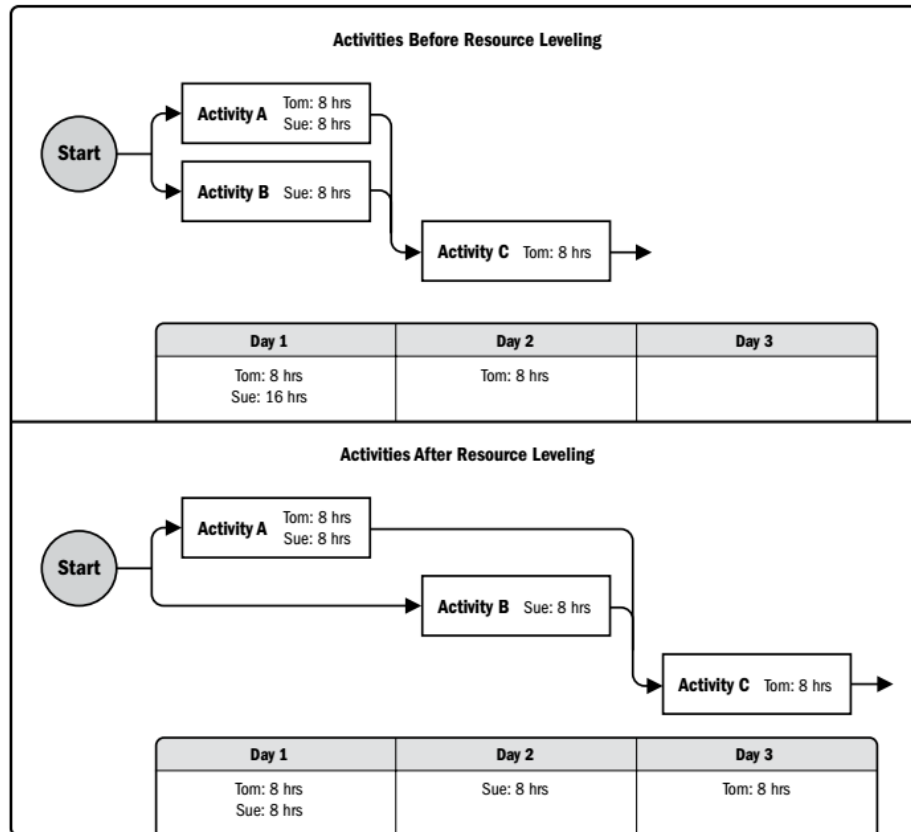 Activities Before Resource Leveling
Start
Activity A
Tom: 8 hrs
Sue: 8 hrs
Activity B Sue: 8 hrs
Activity C Tom: 8 hrs
Day 1 Day 2 Day 3
Tom: 8 hrs Tom: 8 hrs
Sue: 16 hrs
Activities After Resource Leveling
Start
Activity A
Tom: 8 hrs
Sue: 8 hrs
Activity B Sue: 8 hrs
Activity C Tom: 8 hrs
Day 1 Day 2 Day 3
Tom: 8 hrs Sue: 8 hrs Tom: 8 hrs
Sue: 8 hrs